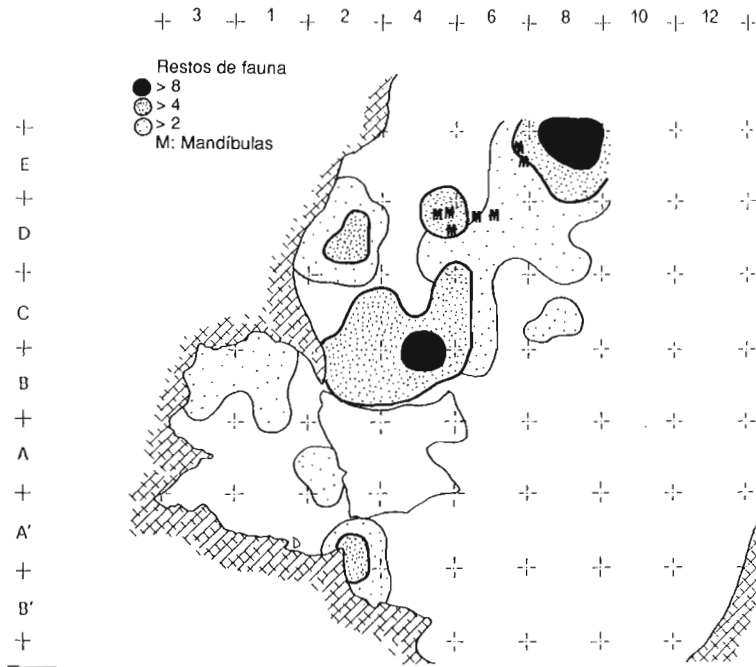 3 1 2 4 6 8 10 12
Restos de fauna
> 8
> 4
> 2
M: Mandíbulas
E
M
M
D
M M M M
M
C
B
A
A'
D
B'